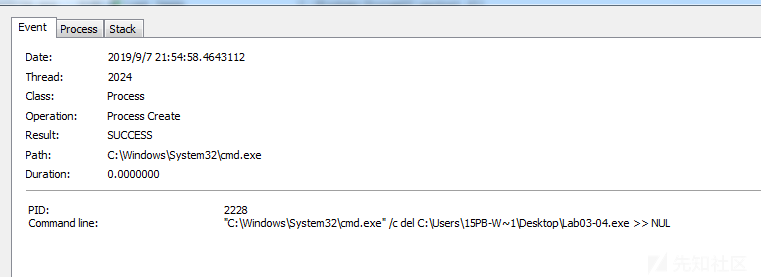 Event Process Stack
Date: 2019/9/7 21:54:58.4643112
Thread: 2024
Class: Process
Operation: Process Create
Result: SUCCESS
Path: C:\Windows\System32\cmd.exe
Duration: 0.0000000
PID: 2228
Command line: "C:\Windows\System32\cmd.exe" /c del C:\Users\15PB-W~1\Desktop\Lab03-04.exe >> NUL
先知社区